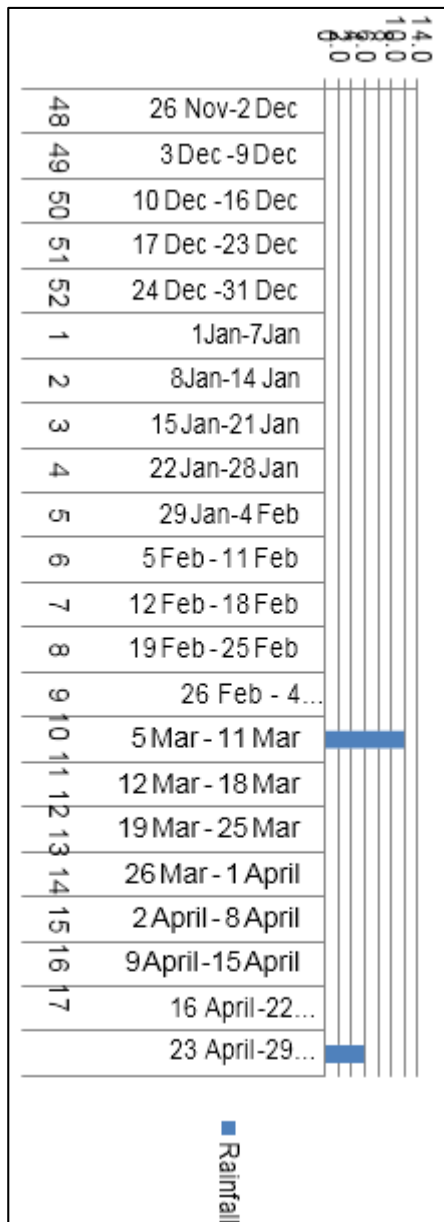 2.0 4.0 6.0 8.0 10.0 14.0
48 26 Nov-2 Dec
49 3 Dec -9 Dec
50 10 Dec -16 Dec
51 17 Dec -23 Dec
52 24 Dec -31 Dec
1 1Jan-7Jan
2 8Jan-14 Jan
3 15 Jan-21 Jan
4 22 Jan-28 Jan
5 29 Jan-4 Feb
6 5 Feb - 11 Feb
7 12 Feb - 18 Feb
8 19 Feb - 25 Feb
9 26 Feb - 4...
10 5 Mar - 11 Mar
11 12 Mar - 18 Mar
12 13 19 Mar - 25 Mar
14 26 Mar - 1 April
15 2 April - 8 April
16 9 April -15 April
17 16 April -22...
23 April -29...
Rainfall